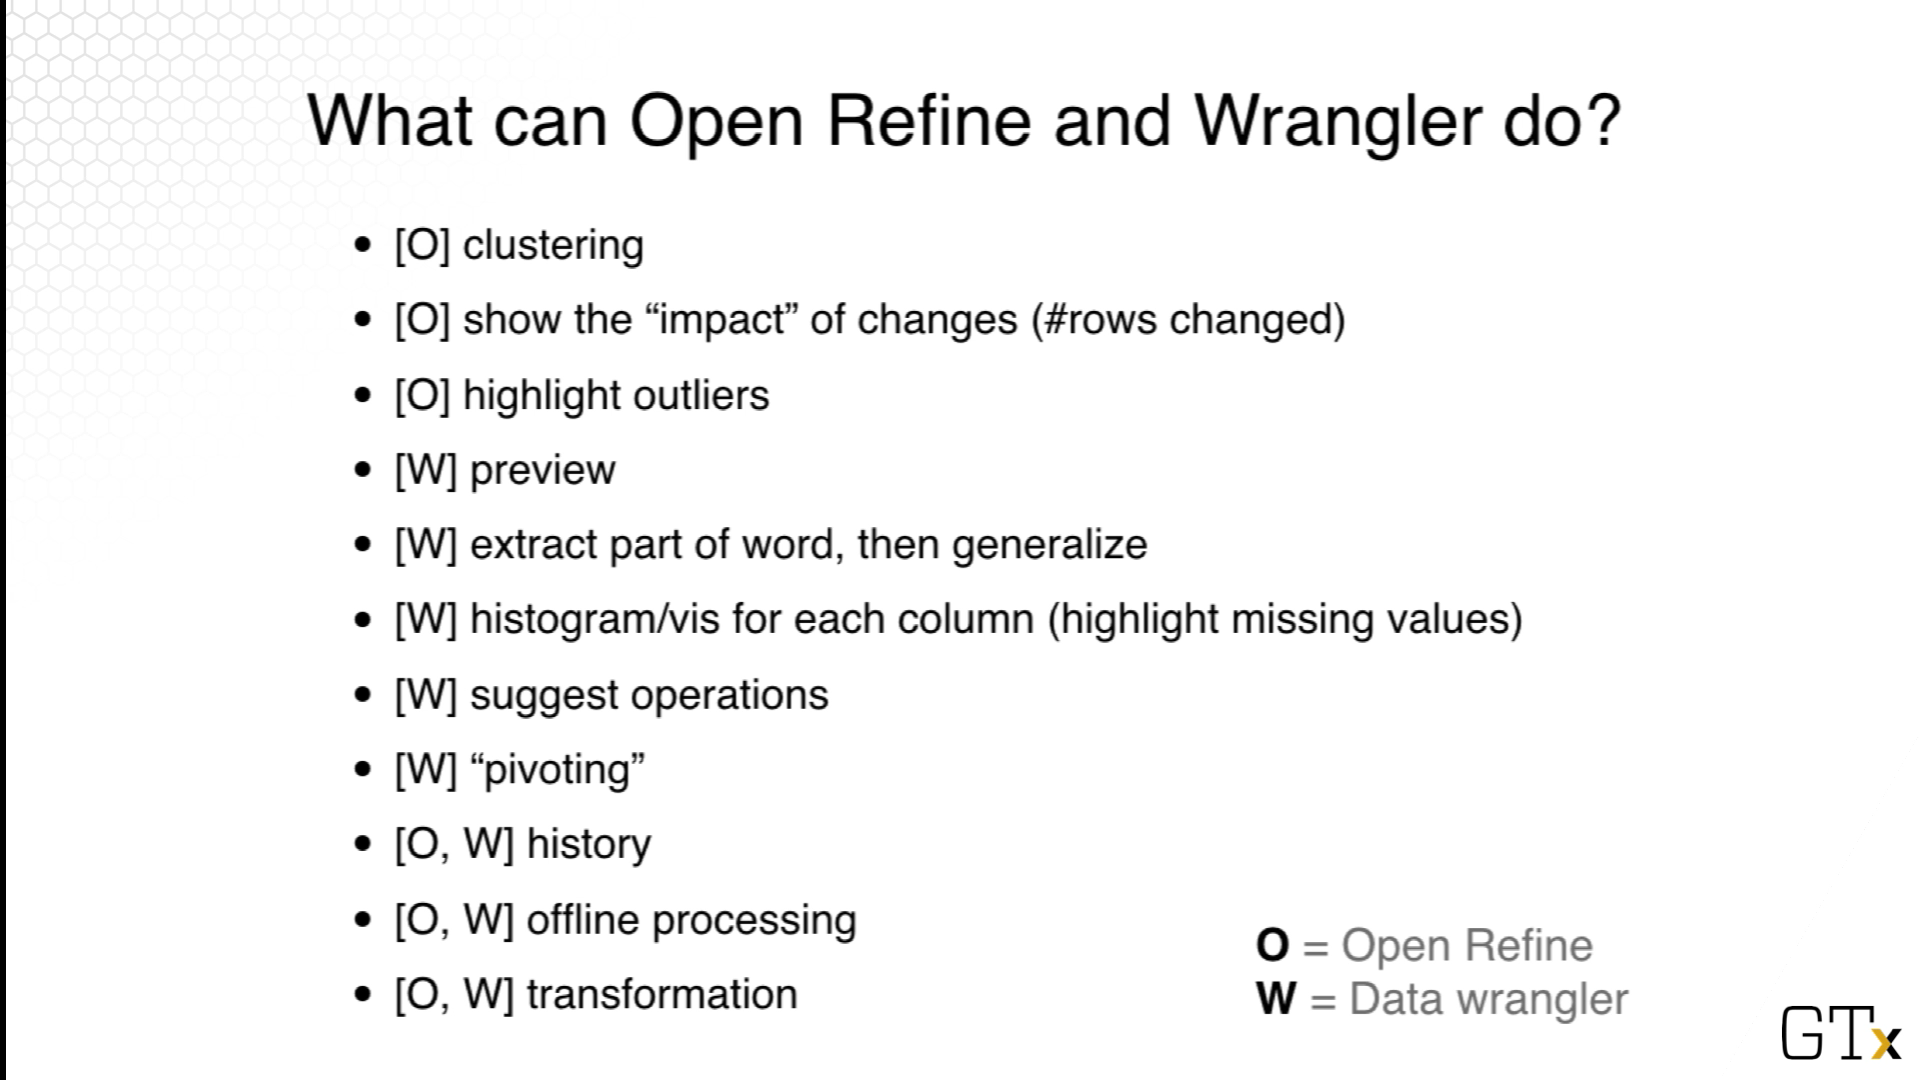 What can Open Refine and Wrangler do?
• [O] clustering
• [O] show the “impact” of changes (#rows changed)
• [O] highlight outliers
• [W] preview
• [W] extract part of word, then generalize
• [W] histogram/vis for each column (highlight missing values)
• [W] suggest operations
• [W] “pivoting”
• [O, W] history
• [O, W] offline processing
• [O, W] transformation
O = Open Refine
W = Data wrangler
GTx